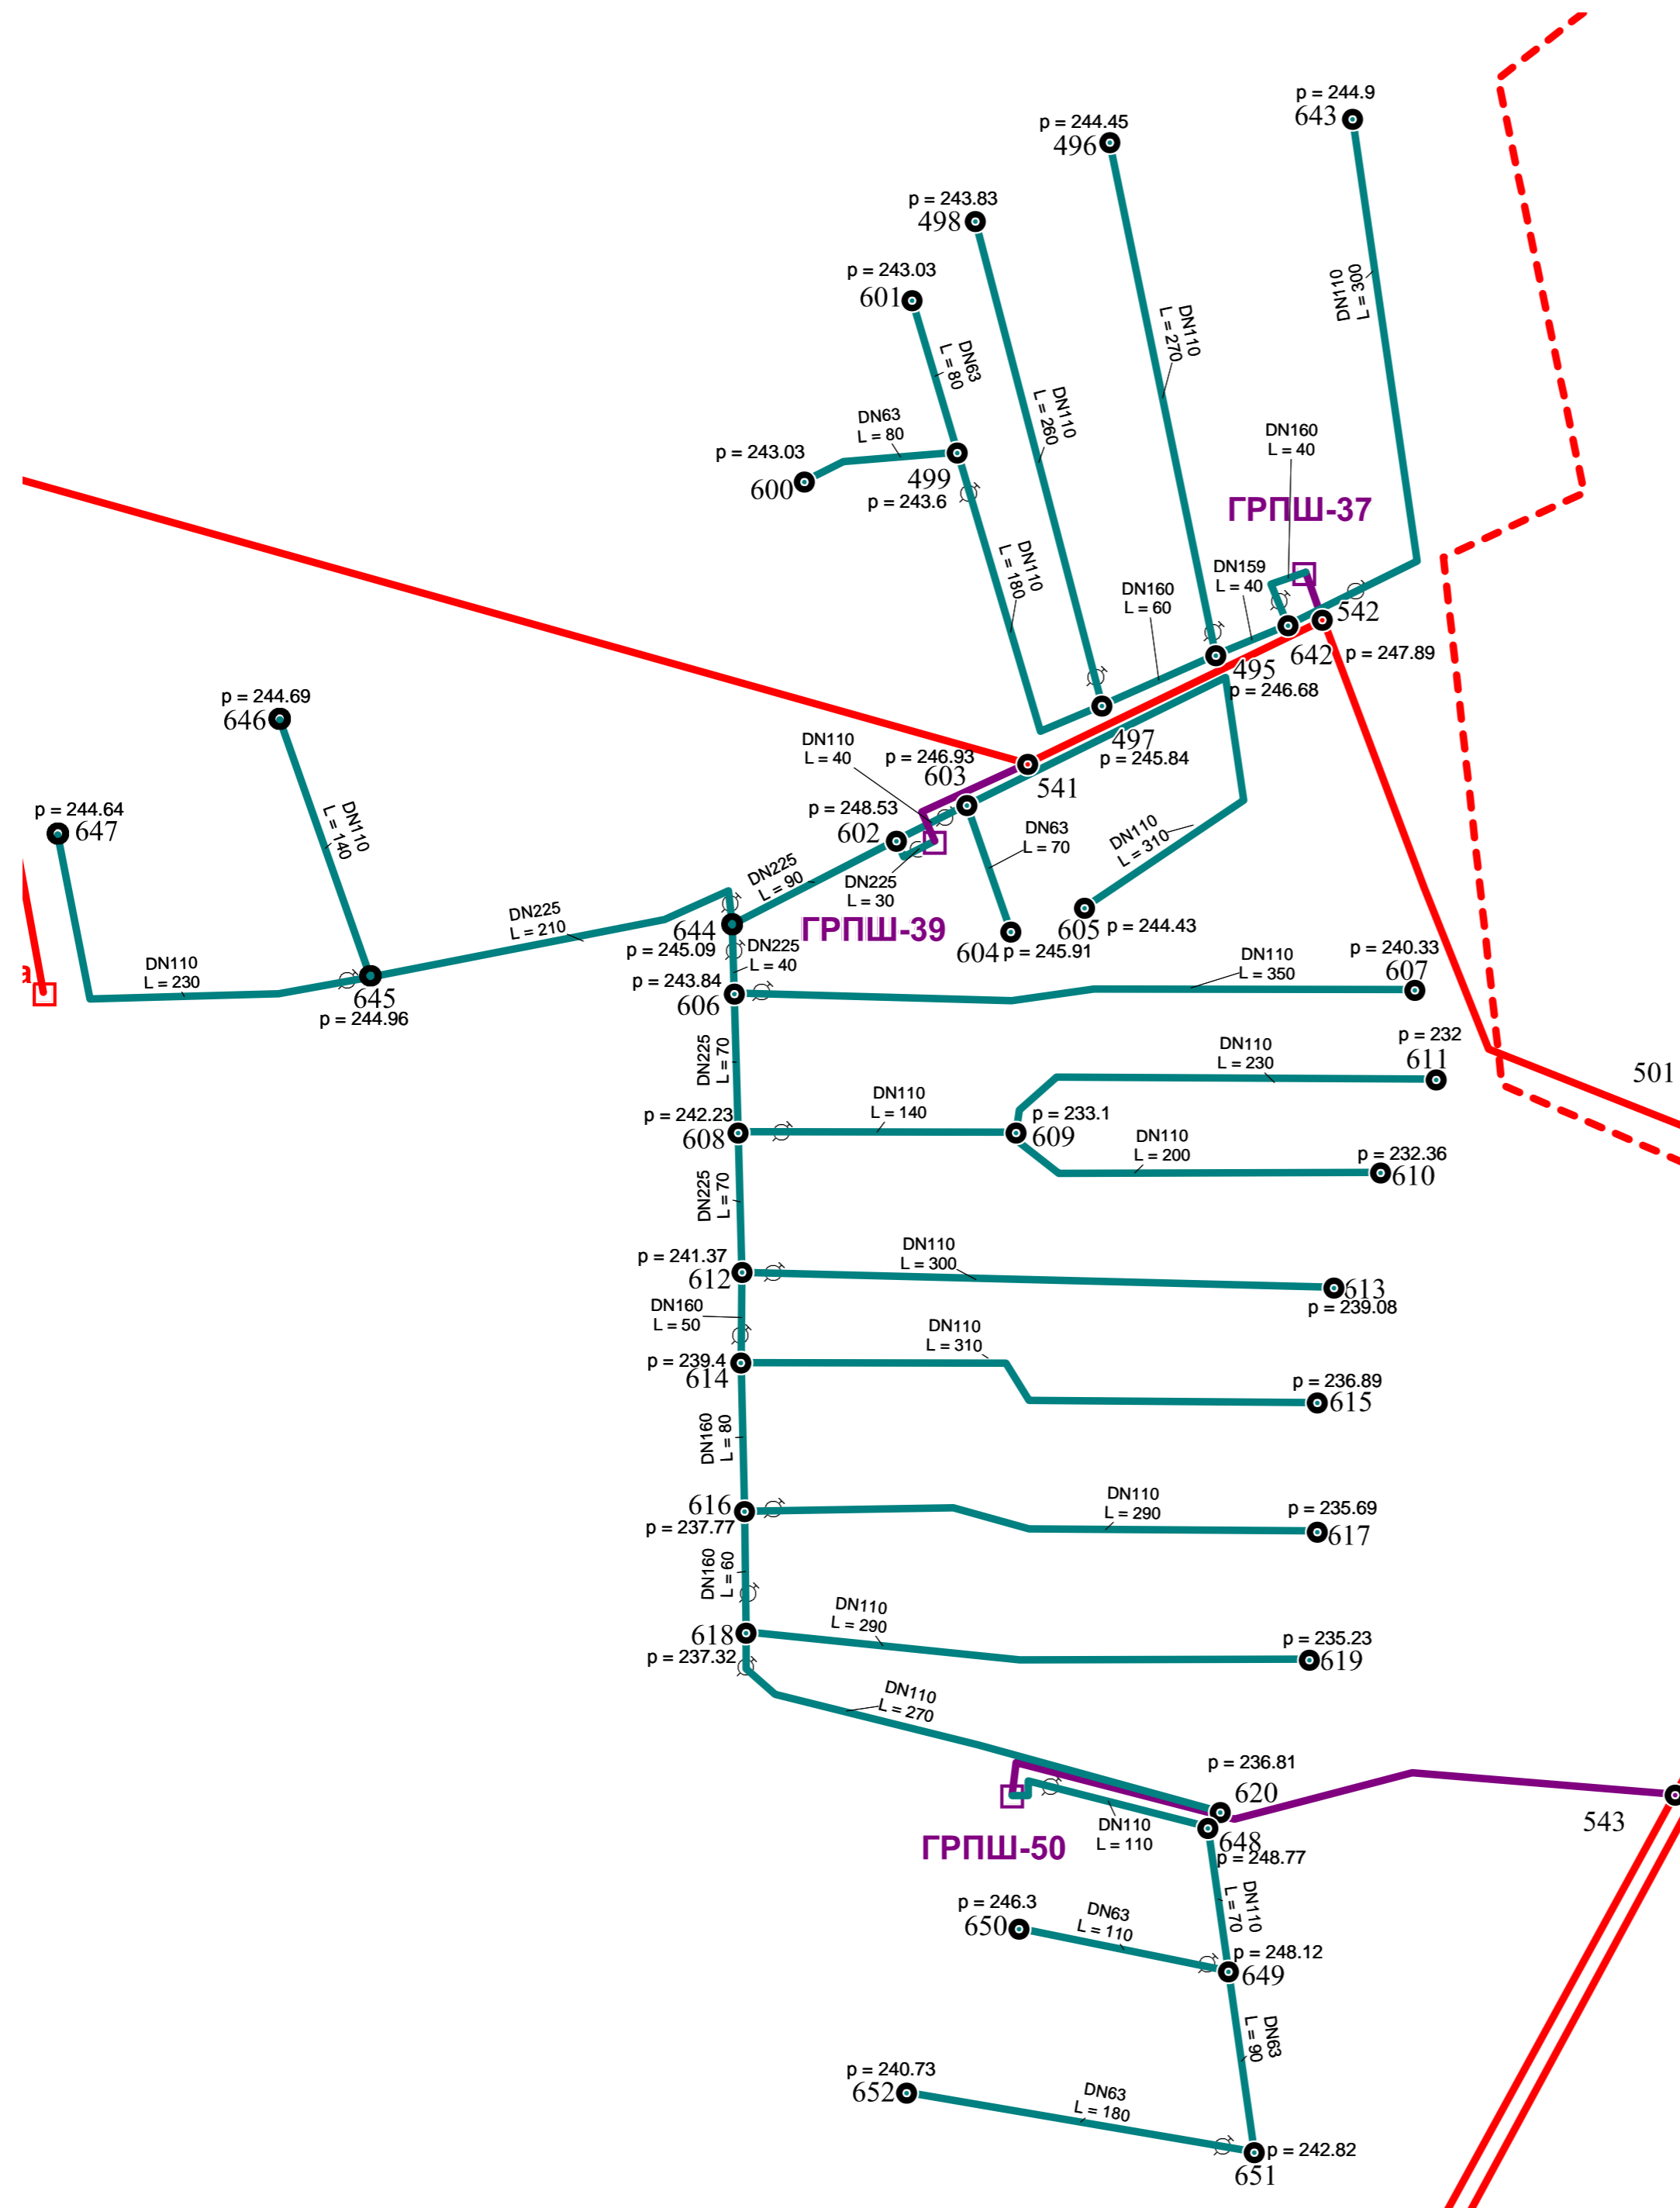 p = 244.9
643
p = 244.45
496
p = 243.83
498
p = 243.03
601
DN110
L = 300
DN110
L = 270
DN63
L = 80
DN110
L = 260
DN63
L = 80
p = 243.03
600
499
p = 243.6
DN160
L = 40
ГРПШ-37
DN110
L = 180
DN159
L = 40
DN160
L = 60
542
642
p = 247.89
495
p = 246.68
p = 244.69
646
497
p = 245.84
DN110
L = 40
p = 246.93
603
541
p = 244.64
647
DN110
L = 140
p = 248.53
602
DN63
L = 70
DN110
L = 310
DN225
L = 90
DN225
L = 30
DN225
L = 210
644
p = 245.09
ГРПШ-39
604
p = 245.91
605
p = 244.43
DN225
L = 40
DN110
L = 230
а
645
p = 244.96
p = 243.84
606
DN110
L = 350
p = 240.33
607
DN225
L = 70
DN110
L = 230
p = 232
611
501
p = 242.23
608
DN110
L = 140
p = 233.1
609
DN110
L = 200
p = 232.36
610
DN225
L = 70
p = 241.37
612
DN110
L = 300
613
p = 239.08
DN160
L = 50
DN110
L = 310
p = 239.4
614
p = 236.89
615
DN160
L = 80
616
p = 237.77
DN110
L = 290
p = 235.69
617
DN160
L = 60
618
p = 237.32
DN110
L = 290
p = 235.23
619
DN110
L = 270
p = 236.81
620
543
DN110
L = 110
648
p = 248.77
ГРПШ-50
DN110
L = 70
p = 246.3
650
DN63
L = 110
p = 248.12
649
DN63
L = 90
p = 240.73
652
DN63
L = 180
p = 242.82
651